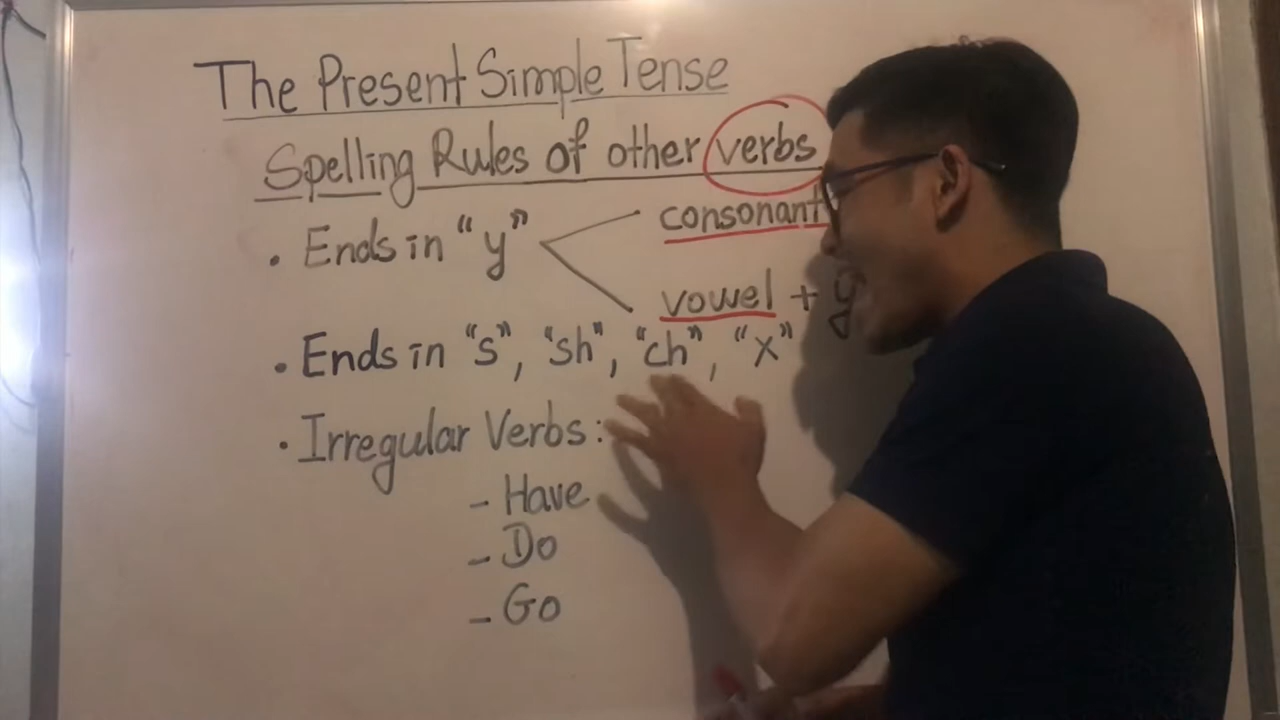 The Present Simple Tense
Spelling Rules of other verbs
• Ends in “y”
consonant
vowel + y
• Ends in “s”, “sh”, “ch”, “x”
• Irregular Verbs:
- Have
- Do
- Go